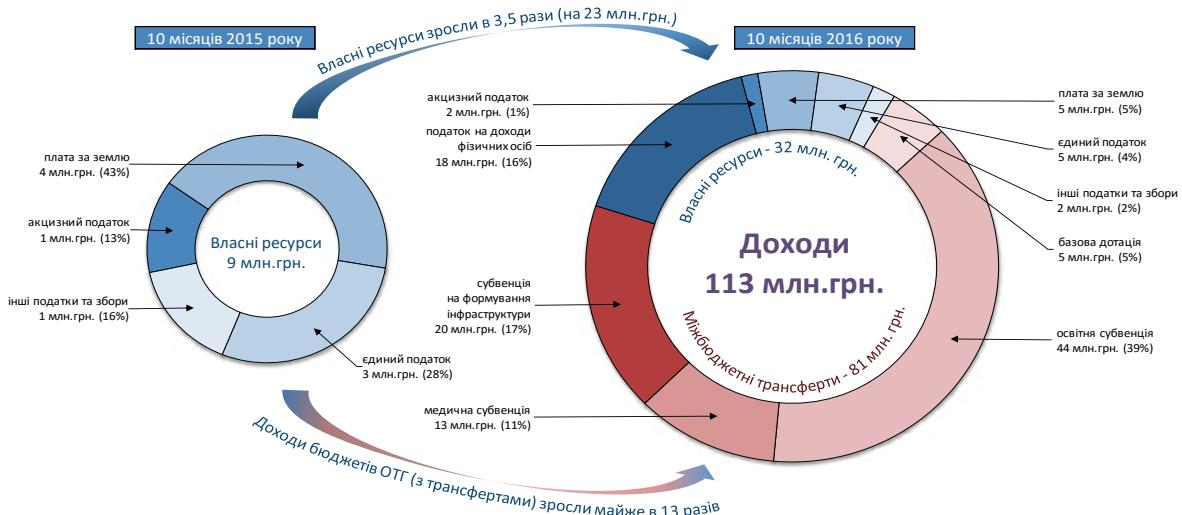 10 місяців 2015 року
Власні ресурси зросли в 3,5 рази (на 23 млн.грн.)
10 місяців 2016 року
плата за землю
4 млн.грн. (43%)
акцизний податок
1 млн.грн. (13%)
інші податки та збори
1 млн.грн. (16%)
єдиний податок
3 млн.грн. (28%)
Власні ресурси
9 млн.грн.
акцизний податок
2 млн.грн. (1%)
податок на доходи
фізичних осіб
18 млн.грн. (16%)
субвенція
на формування
інфраструктури
20 млн.грн. (17%)
медична субвенція
13 млн.грн. (11%)
Власні ресурси - 32 млн. грн.
Доходи
113 млн.грн.
Міжбюджетні трансферти - 81 млн. грн.
плата за землю
5 млн.грн. (5%)
єдиний податок
5 млн.грн. (4%)
інші податки та збори
2 млн.грн. (2%)
базова дотація
5 млн.грн. (5%)
освітня субвенція
44 млн.грн. (39%)
Доходи бюджетів ОТГ (з трансфертами) зросли майже в 13 разів